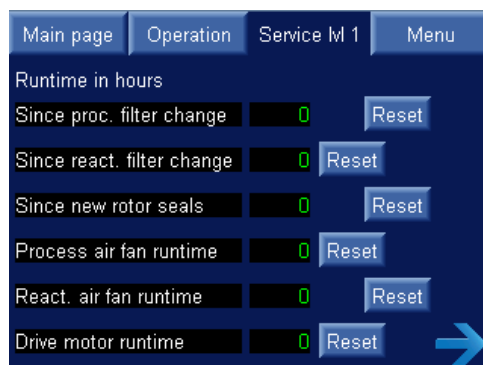 Main page Operation Service lvl 1 Menu
Runtime in hours
Since proc. filter change 0 Reset
Since react. filter change 0 Reset
Since new rotor seals 0 Reset
Process air fan runtime 0 Reset
React. air fan runtime 0 Reset
Drive motor runtime 0 Reset